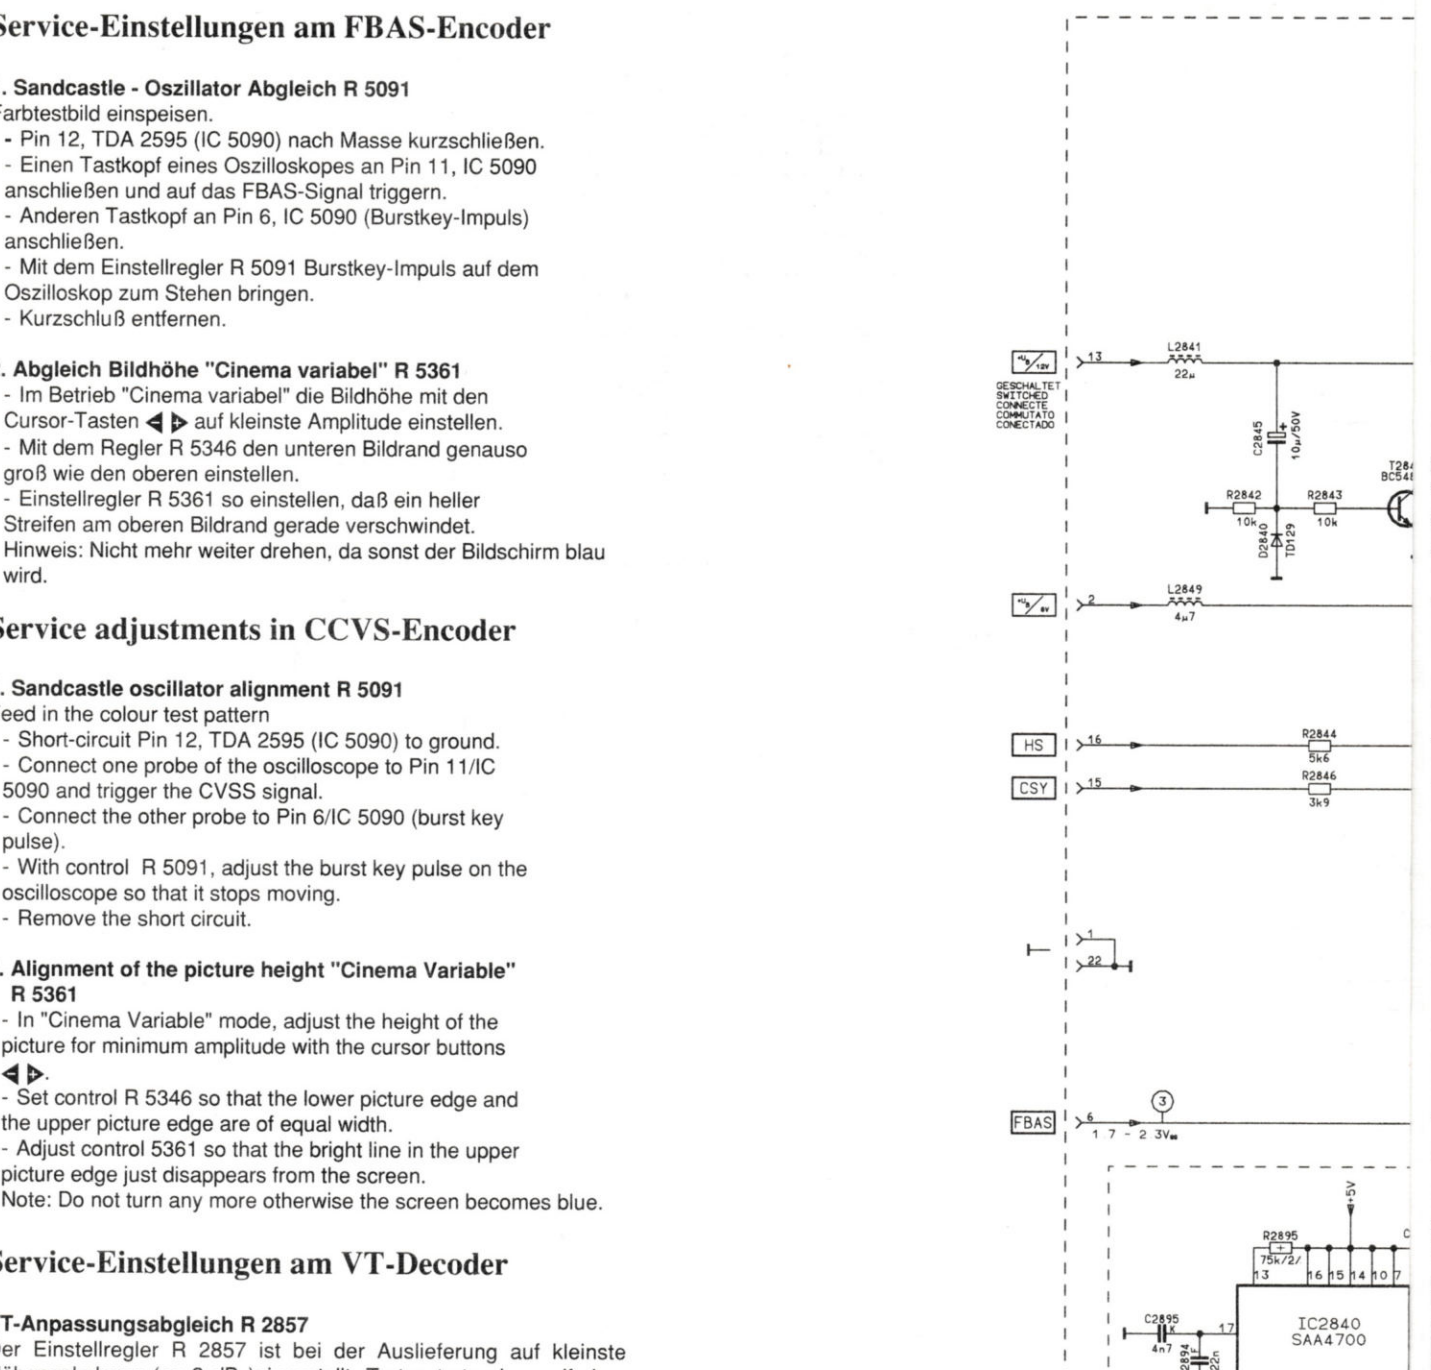 Service-Einstellungen am FBAS-Encoder
. Sandcastle - Oszillator Abgleich R 5091
arbtestbild einspeisen.
- Pin 12, TDA 2595 (IC 5090) nach Masse kurzschließen.
- Einen Tastkopf eines Oszilloskopes an Pin 11, IC 5090
anschließen und auf das FBAS-Signal triggern.
- Anderen Tastkopf an Pin 6, IC 5090 (Burstkey-Impuls)
anschließen.
- Mit dem Einstellregler R 5091 Burstkey-Impuls auf dem
Oszilloskop zum Stehen bringen.
- Kurzschluß entfernen.
. Abgleich Bildhöhe "Cinema variabel" R 5361
- Im Betrieb "Cinema variabel" die Bildhöhe mit den
Cursor-Tasten ◀ ▶ auf kleinste Amplitude einstellen.
- Mit dem Regler R 5346 den unteren Bildrand genauso
groß wie den oberen einstellen.
- Einstellregler R 5361 so einstellen, daß ein heller
Streifen am oberen Bildrand gerade verschwindet.
Hinweis: Nicht mehr weiter drehen, da sonst der Bildschirm blau
wird.
Service adjustments in CCVS-Encoder
. Sandcastle oscillator alignment R 5091
eed in the colour test pattern
- Short-circuit Pin 12, TDA 2595 (IC 5090) to ground.
- Connect one probe of the oscilloscope to Pin 11/IC
5090 and trigger the CVSS signal.
- Connect the other probe to Pin 6/IC 5090 (burst key
pulse).
- With control R 5091, adjust the burst key pulse on the
oscilloscope so that it stops moving.
- Remove the short circuit.
. Alignment of the picture height "Cinema Variable"
R 5361
- In "Cinema Variable" mode, adjust the height of the
picture for minimum amplitude with the cursor buttons
◀ ▶.
- Set control R 5346 so that the lower picture edge and
the upper picture edge are of equal width.
- Adjust control 5361 so that the bright line in the upper
picture edge just disappears from the screen.
Note: Do not turn any more otherwise the screen becomes blue.
Service-Einstellungen am VT-Decoder
T-Anpassungsabgleich R 2857
er Einstellregler R 2857 ist bei der Auslieferung auf kleinste
+UB/12V
13
L2841
22µ
GESCHALTET
SWITCHED
CONNECTE
COMMUTATO
CONECTADO
C2845
10µ/50V
+
T284
BC548
R2842
10k
R2843
10k
D2840
TD129
2
L2849
4µ7
HS
16
R2844
5k6
CSY
15
R2846
3k9
1
22
FBAS
6
3
1.7 - 2.3V
+5V
R2895
75k/2/
C
13
16
15
14
10
7
IC2840
SAA4700
C2895
4n7
K
17
2894
22n
F